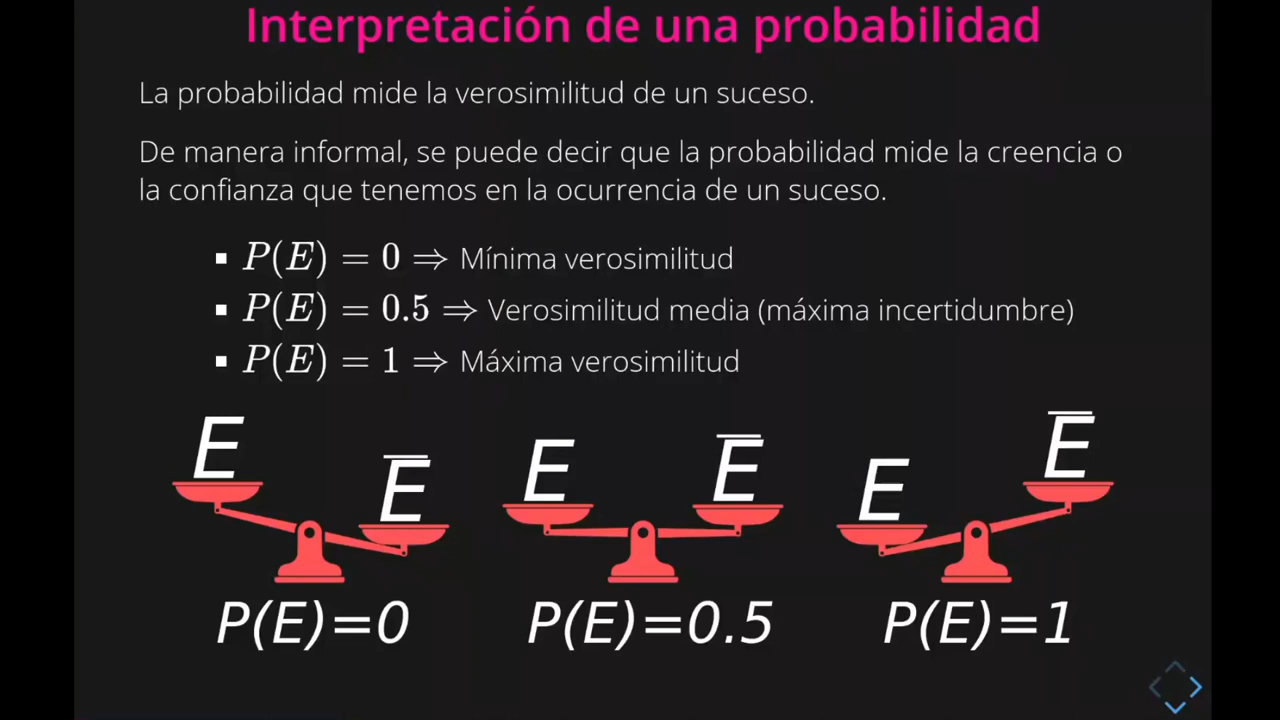 Interpretación de una probabilidad
La probabilidad mide la verosimilitud de un suceso.
De manera informal, se puede decir que la probabilidad mide la creencia o
la confianza que tenemos en la ocurrencia de un suceso.
▪ P(E) = 0 ⇒ Mínima verosimilitud
▪ P(E) = 0.5 ⇒ Verosimilitud media (máxima incertidumbre)
▪ P(E) = 1 ⇒ Máxima verosimilitud
E E̅ E E̅ E E̅
P(E)=0 P(E)=0.5 P(E)=1